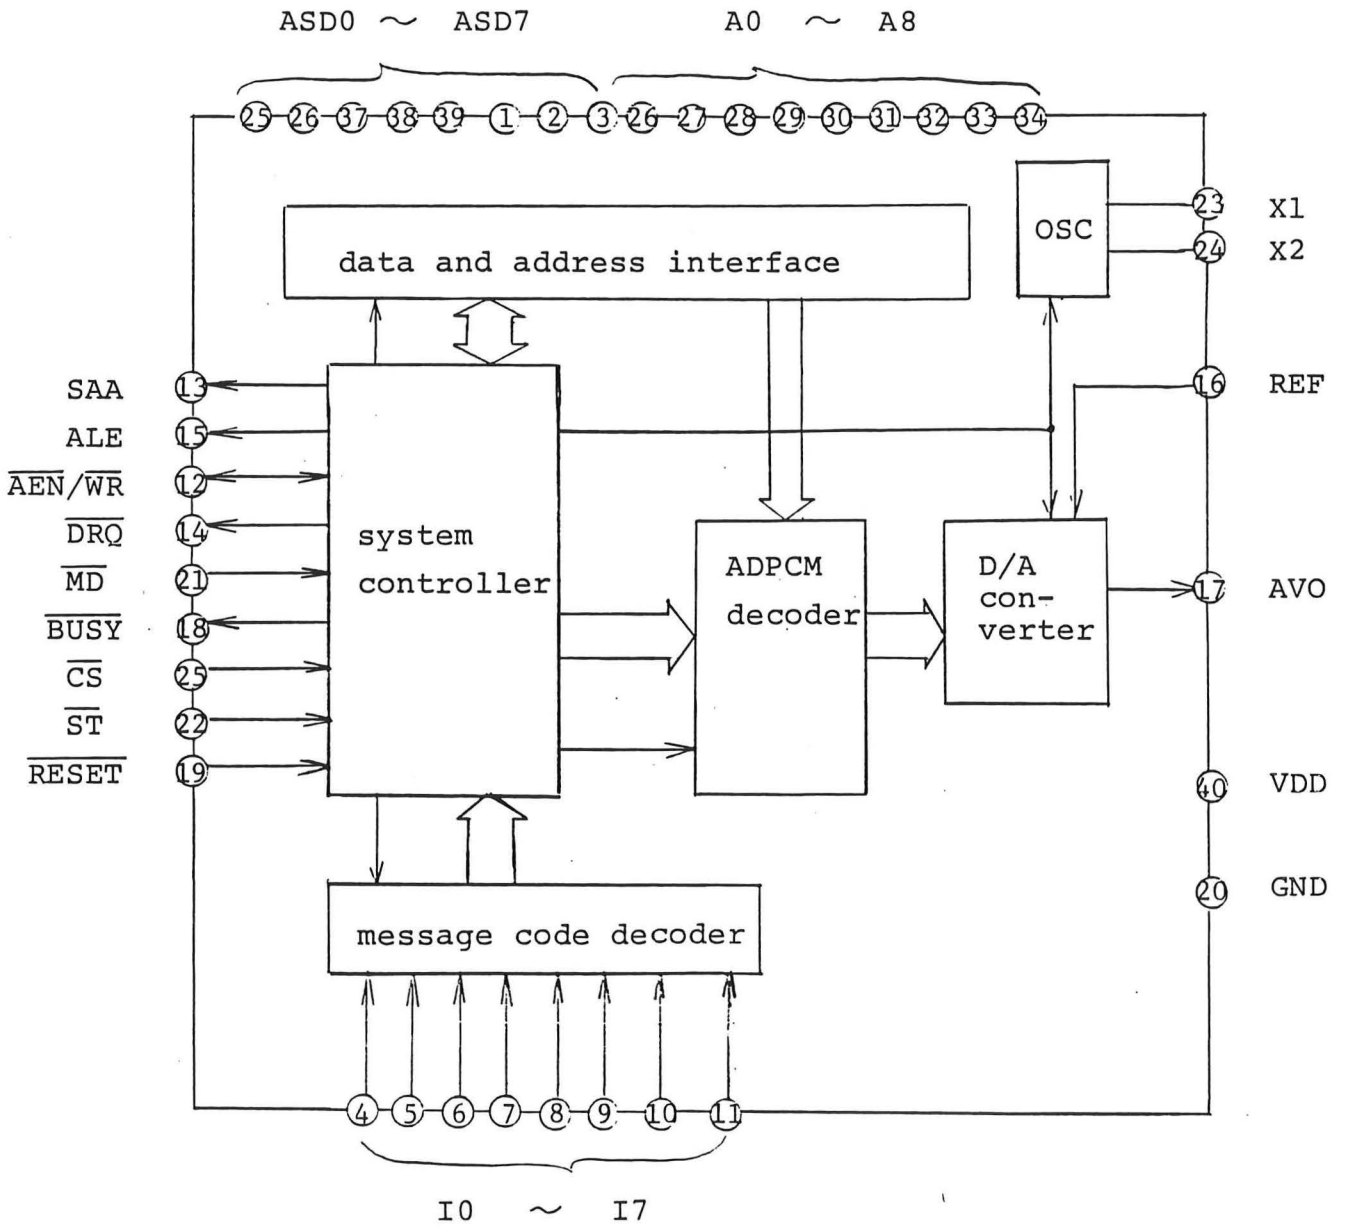 ASD0 ~ ASD7 A0 ~ A8
25 26 37 38 39 1 2 3 26 27 28 29 30 31 32 33 34
OSC
23 X1
24 X2
data and address interface
SAA 13
16 REF
ALE 15
AEN/WR 12
DRQ 14
MD 21
BUSY 18
CS 25
ST 22
RESET 19
system
controller
ADPCM
decoder
D/A
con-
verter
17 AVO
40 VDD
20 GND
message code decoder
4 5 6 7 8 9 10 11
I0 ~ I7